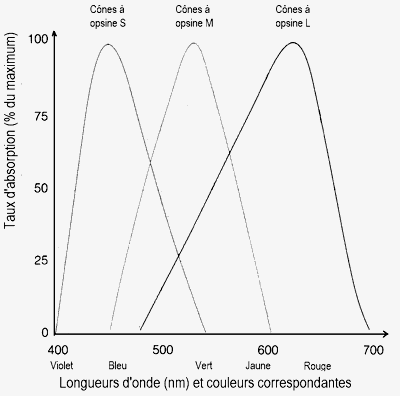 Cônes à
opsine S
Cônes à
opsine M
Cônes à
opsine L
Taux d'absorption (% du maximum)
100
75
50
25
0
400
500
600
700
Violet
Bleu
Vert
Jaune
Rouge
Longueurs d'onde (nm) et couleurs correspondantes